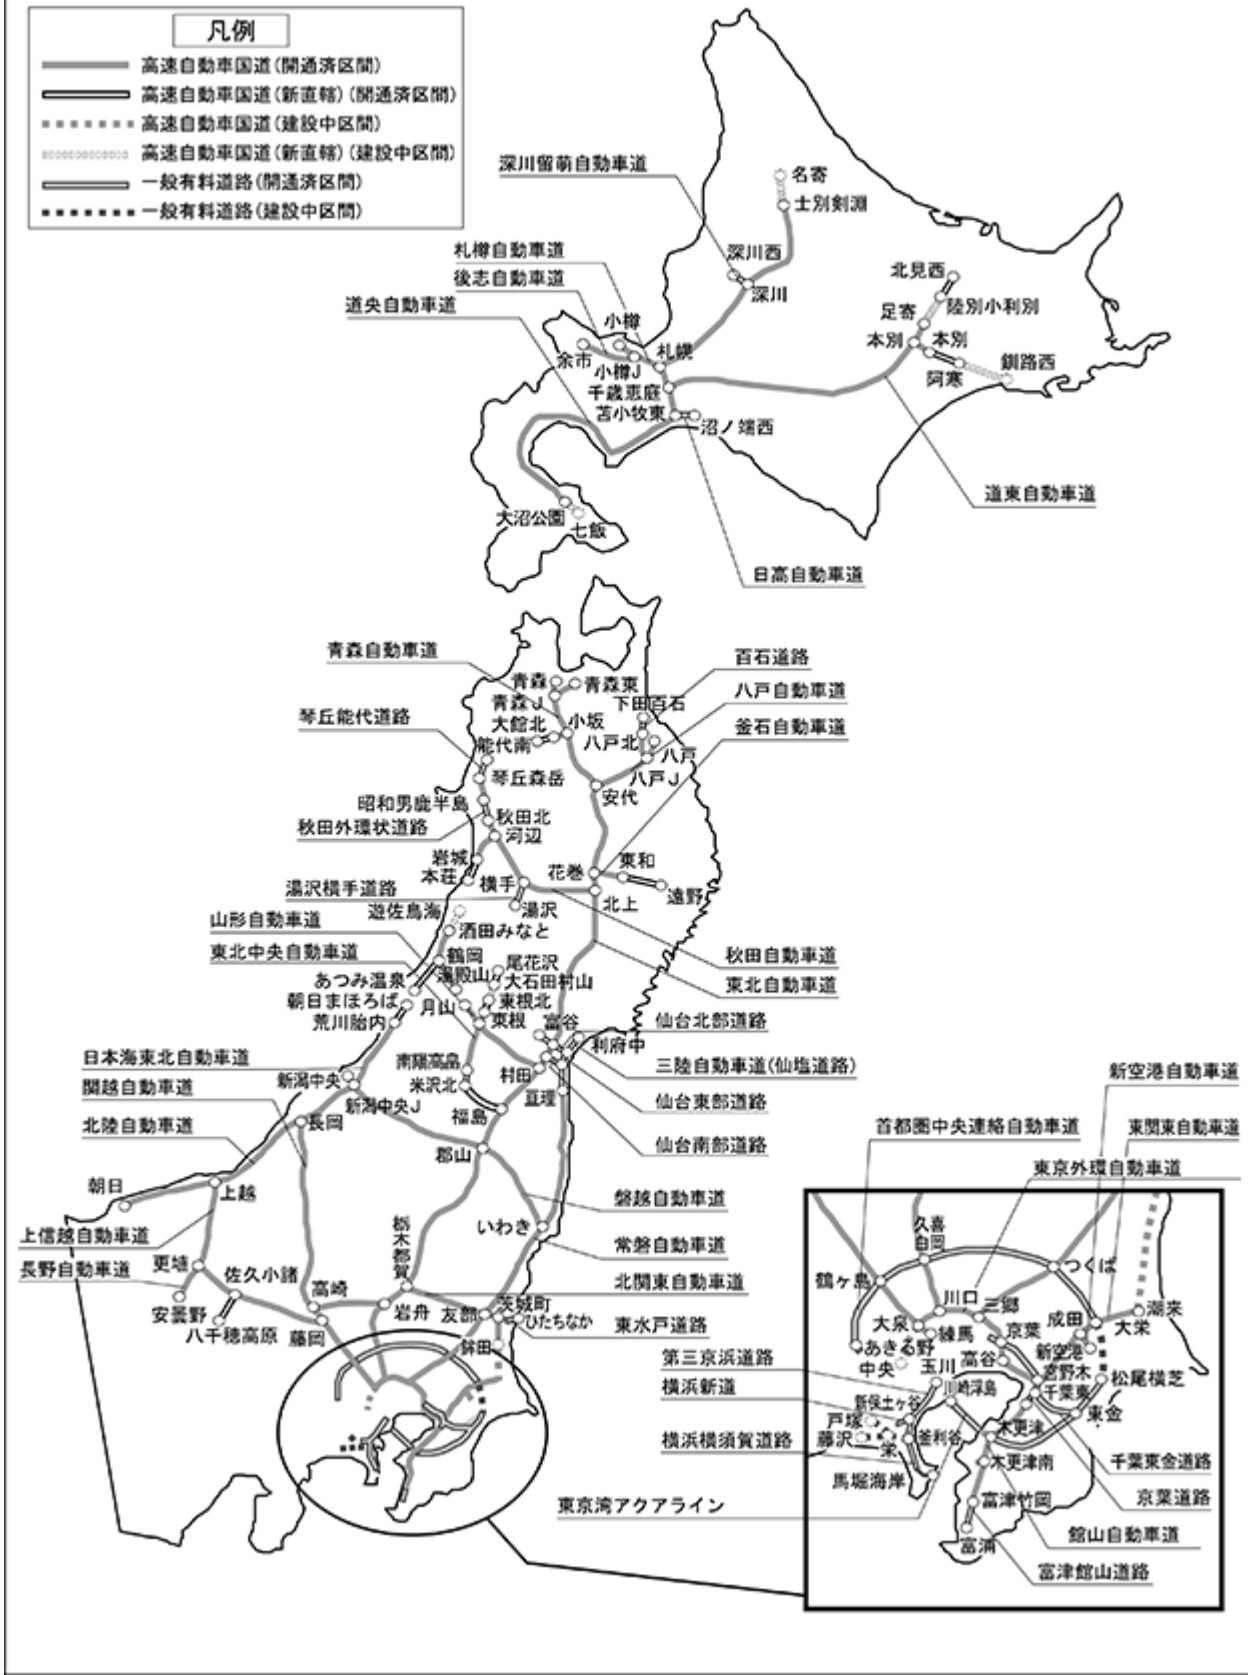 凡例
高速自動車国道(開通済区間)
高速自動車国道(新直轄)(開通済区間)
高速自動車国道(建設中区間)
高速自動車国道(新直轄)(建設中区間)
一般有料道路(開通済区間)
一般有料道路(建設中区間)
深川留萌自動車道
名寄
士別剣淵
札樽自動車道
深川西
後志自動車道
北見西
深川
陸別小利別
道央自動車道
足寄
小樽
本別
本別
余市
札幌
小樽J
釧路西
阿寒
千歳恵庭
苫小牧東
沼ノ端西
道東自動車道
大沼公園
七飯
日高自動車道
青森自動車道
百石道路
青森
青森東
八戸自動車道
青森J
下田百石
琴丘能代道路
大館北
小坂
釜石自動車道
能代南
八戸北
八戸
琴丘森岳
八戸J
安代
昭和男鹿半島
秋田外環状道路
秋田北
河辺
岩城
東和
本荘
花巻
湯沢横手道路
横手
遠野
遊佐鳥海
湯沢
北上
山形自動車道
酒田みなと
東北中央自動車道
鶴岡
尾花沢
秋田自動車道
湯殿山
あつみ温泉
大石田村山
東北自動車道
朝日まほろば
月山
東根北
荒川胎内
東根
富谷
仙台北部道路
利府中
日本海東北自動車道
南陽高畠
三陸自動車道(仙塩道路)
新潟中央
村田
関越自動車道
米沢北
亘理
仙台東部道路
新潟中央J
福島
北陸自動車道
長岡
仙台南部道路
郡山
朝日
上越
磐越自動車道
いわき
上信越自動車道
栃木都賀
常磐自動車道
長野自動車道
更埴
佐久小諸
北関東自動車道
高崎
安曇野
岩舟
友部
茨城町
八千穂高原
藤岡
ひたちなか
東水戸道路
鉾田
新空港自動車道
首都圏中央連絡自動車道
東関東自動車道
東京外環自動車道
久喜白岡
つくば
鶴ヶ島
川口
三郷
成田
潮来
大泉
大栄
練馬
京葉
あきる野
新空港
第三京浜道路
中央
玉川
高谷
宮野木
松尾横芝
横浜新道
川崎浮島
千葉東
新保土ヶ谷
東金
戸塚
木更津
藤沢
栄
釜利谷
横浜横須賀道路
千葉東金道路
馬堀海岸
木更津南
京葉道路
東京湾アクアライン
富津竹岡
館山自動車道
富浦
富津館山道路